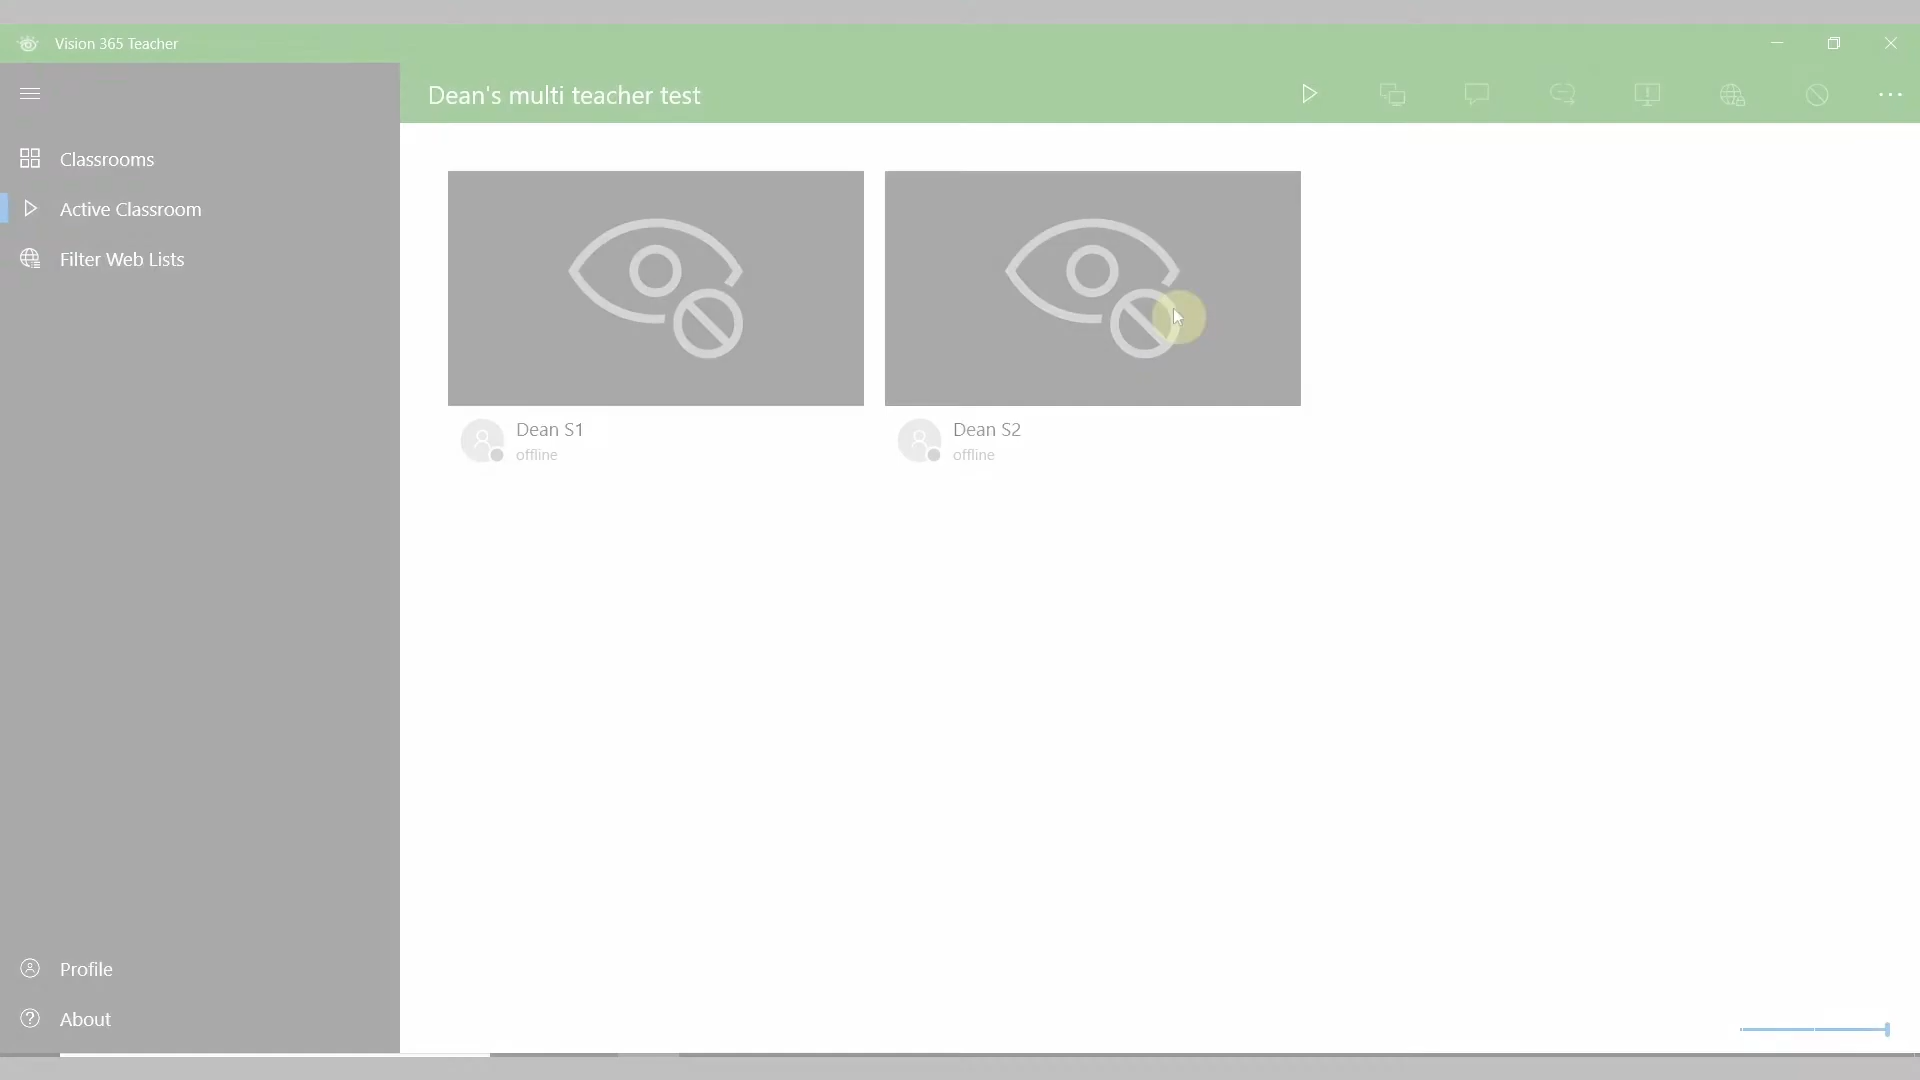 Vision 365 Teacher
Dean's multi teacher test
Classrooms
Active Classroom
Filter Web Lists
Dean S1
offline
Dean S2
offline
Profile
About